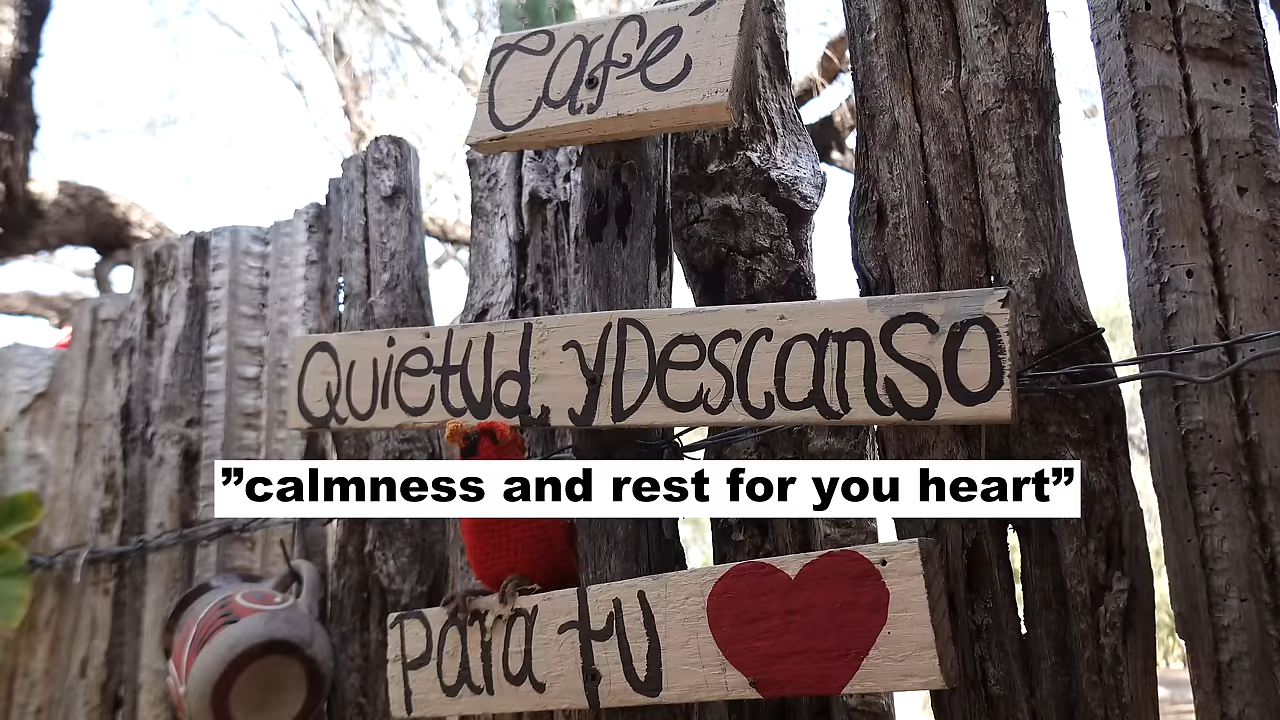 Café
Quietud y Descanso
”calmness and rest for you heart”
para tu